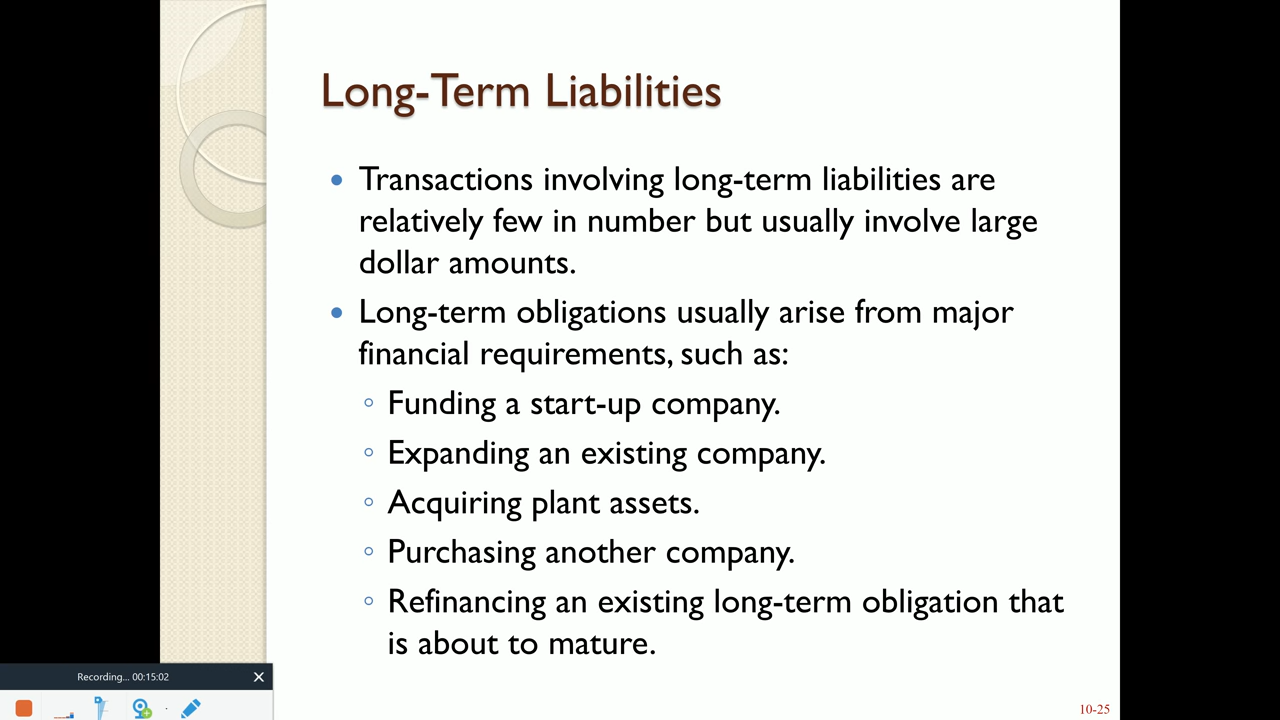 Long-Term Liabilities
Transactions involving long-term liabilities are
relatively few in number but usually involve large
dollar amounts.
Long-term obligations usually arise from major
financial requirements, such as:
Funding a start-up company.
Expanding an existing company.
Acquiring plant assets.
Purchasing another company.
Refinancing an existing long-term obligation that
is about to mature.
Recording... 00:15:02
10-25